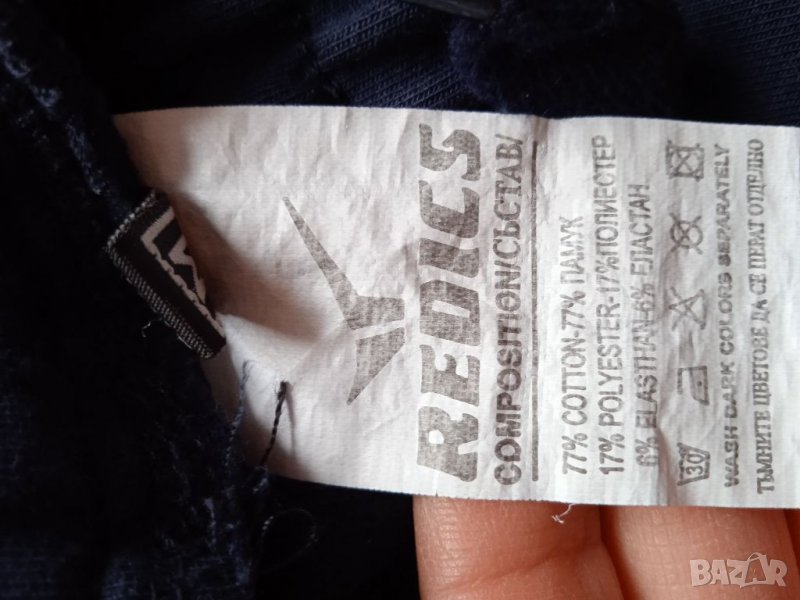 REDICS
COMPOSITION/СЪСТАВ/
77% COTTON-77% ПАМУК
17% POLYESTER-17%ПОЛИЕСТЕР
6% ELASTHAN-6% ЕЛАСТАН
30
WASH DARK COLORS SEPARATELY
ТЪМНИТЕ ЦВЕТОВЕ ДА СЕ ПЕРАТ ОТДЕЛНО
BAZAR